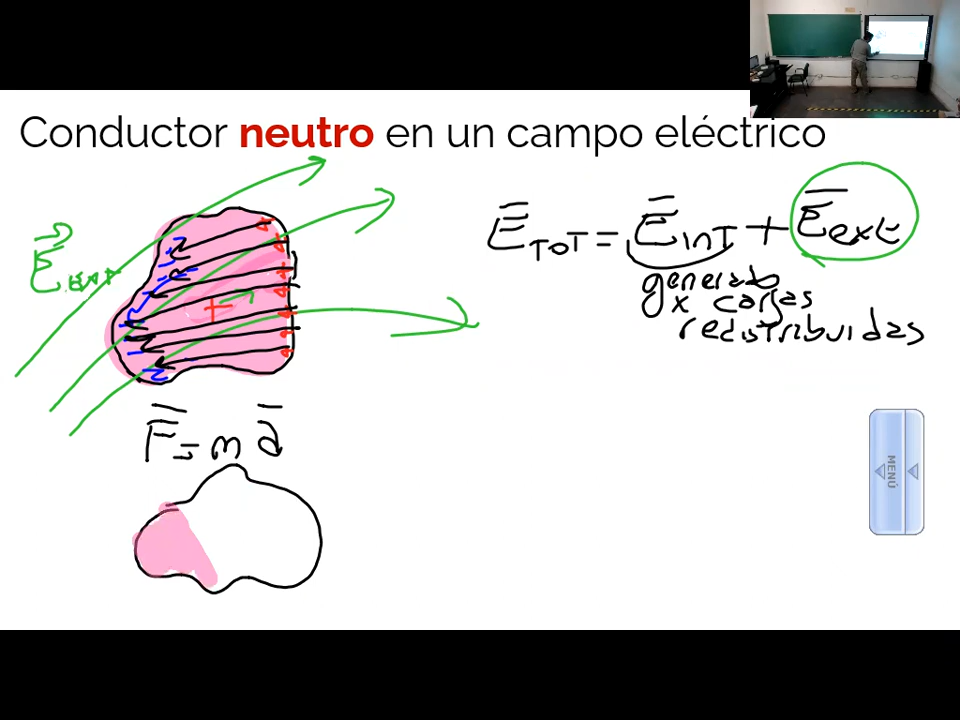 Conductor neutro en un campo eléctrico
E ext
E TOT = E INT + E ext
generado
x cargas
redistribuidas
F = m a
MENÚ